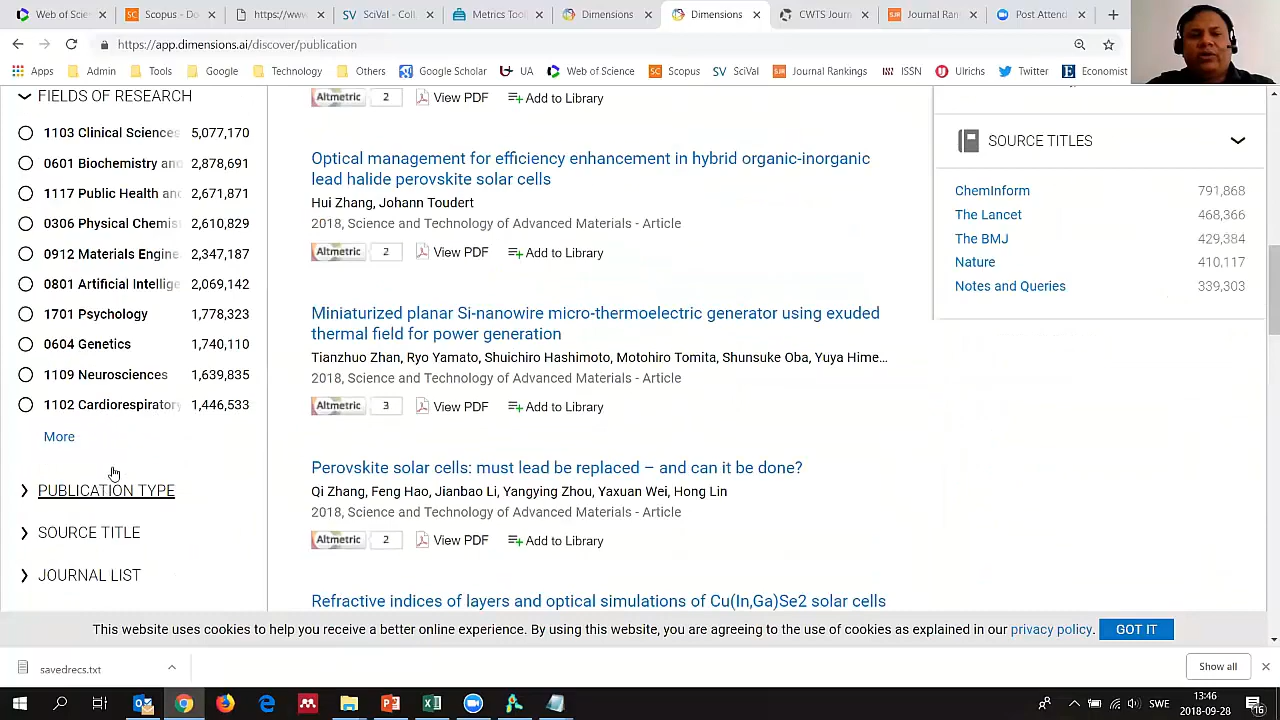 Web of Scien
Scopus - De
https://www
SciVal - Col
Metrics Tool
Dimensions
Dimensions
CWTS Journ
Journal Rank
Post Attend
https://app.dimensions.ai/discover/publication
Apps
Admin
Tools
Google
Technology
Others
Google Scholar
UA
Web of Science
Scopus
SciVal
Journal Rankings
ISSN
Ulrichs
Twitter
Economist
FIELDS OF RESEARCH
1103 Clinical Sciences 5,077,170
0601 Biochemistry and 2,878,691
1117 Public Health and 2,671,871
0306 Physical Chemist 2,610,829
0912 Materials Engine 2,347,187
0801 Artificial Intellige 2,069,142
1701 Psychology 1,778,323
0604 Genetics 1,740,110
1109 Neurosciences 1,639,835
1102 Cardiorespiratory 1,446,533
More
PUBLICATION TYPE
SOURCE TITLE
JOURNAL LIST
Altmetric 2 View PDF Add to Library
Optical management for efficiency enhancement in hybrid organic-inorganic
lead halide perovskite solar cells
Hui Zhang, Johann Toudert
2018, Science and Technology of Advanced Materials - Article
Altmetric 2 View PDF Add to Library
Miniaturized planar Si-nanowire micro-thermoelectric generator using exuded
thermal field for power generation
Tianzhuo Zhan, Ryo Yamato, Shuichiro Hashimoto, Motohiro Tomita, Shunsuke Oba, Yuya Hime...
2018, Science and Technology of Advanced Materials - Article
Altmetric 3 View PDF Add to Library
Perovskite solar cells: must lead be replaced – and can it be done?
Qi Zhang, Feng Hao, Jianbao Li, Yangying Zhou, Yaxuan Wei, Hong Lin
2018, Science and Technology of Advanced Materials - Article
Altmetric 2 View PDF Add to Library
Refractive indices of layers and optical simulations of Cu(In,Ga)Se2 solar cells
SOURCE TITLES
ChemInform 791,868
The Lancet 468,366
The BMJ 429,384
Nature 410,117
Notes and Queries 339,303
This website uses cookies to help you receive a better online experience. By using this website, you are agreeing to the use of cookies as explained in our privacy policy. GOT IT
savedrecs.txt
Show all
SWE
13:46
2018-09-28
16